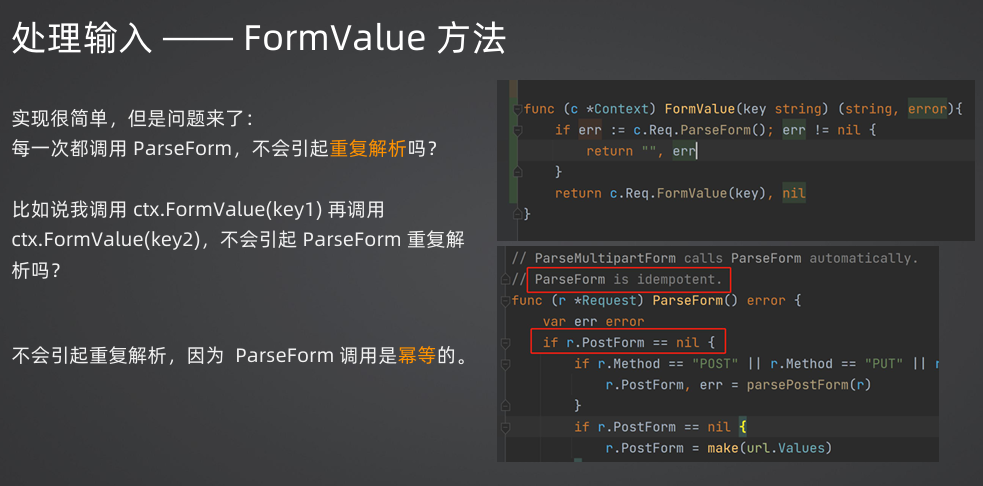 处理输入 —— FormValue 方法
实现很简单，但是问题来了：
每一次都调用 ParseForm，不会引起重复解析吗？
比如说我调用 ctx.FormValue(key1) 再调用
ctx.FormValue(key2)，不会引起 ParseForm 重复解
析吗？
不会引起重复解析，因为 ParseForm 调用是幂等的。
func (c *Context) FormValue(key string) (string, error){
if err := c.Req.ParseForm(); err != nil {
return "", err
}
return c.Req.FormValue(key), nil
}
// ParseMultipartForm calls ParseForm automatically.
// ParseForm is idempotent.
func (r *Request) ParseForm() error {
var err error
if r.PostForm == nil {
if r.Method == "POST" || r.Method == "PUT" || r
r.PostForm, err = parsePostForm(r)
}
if r.PostForm == nil {
r.PostForm = make(url.Values)